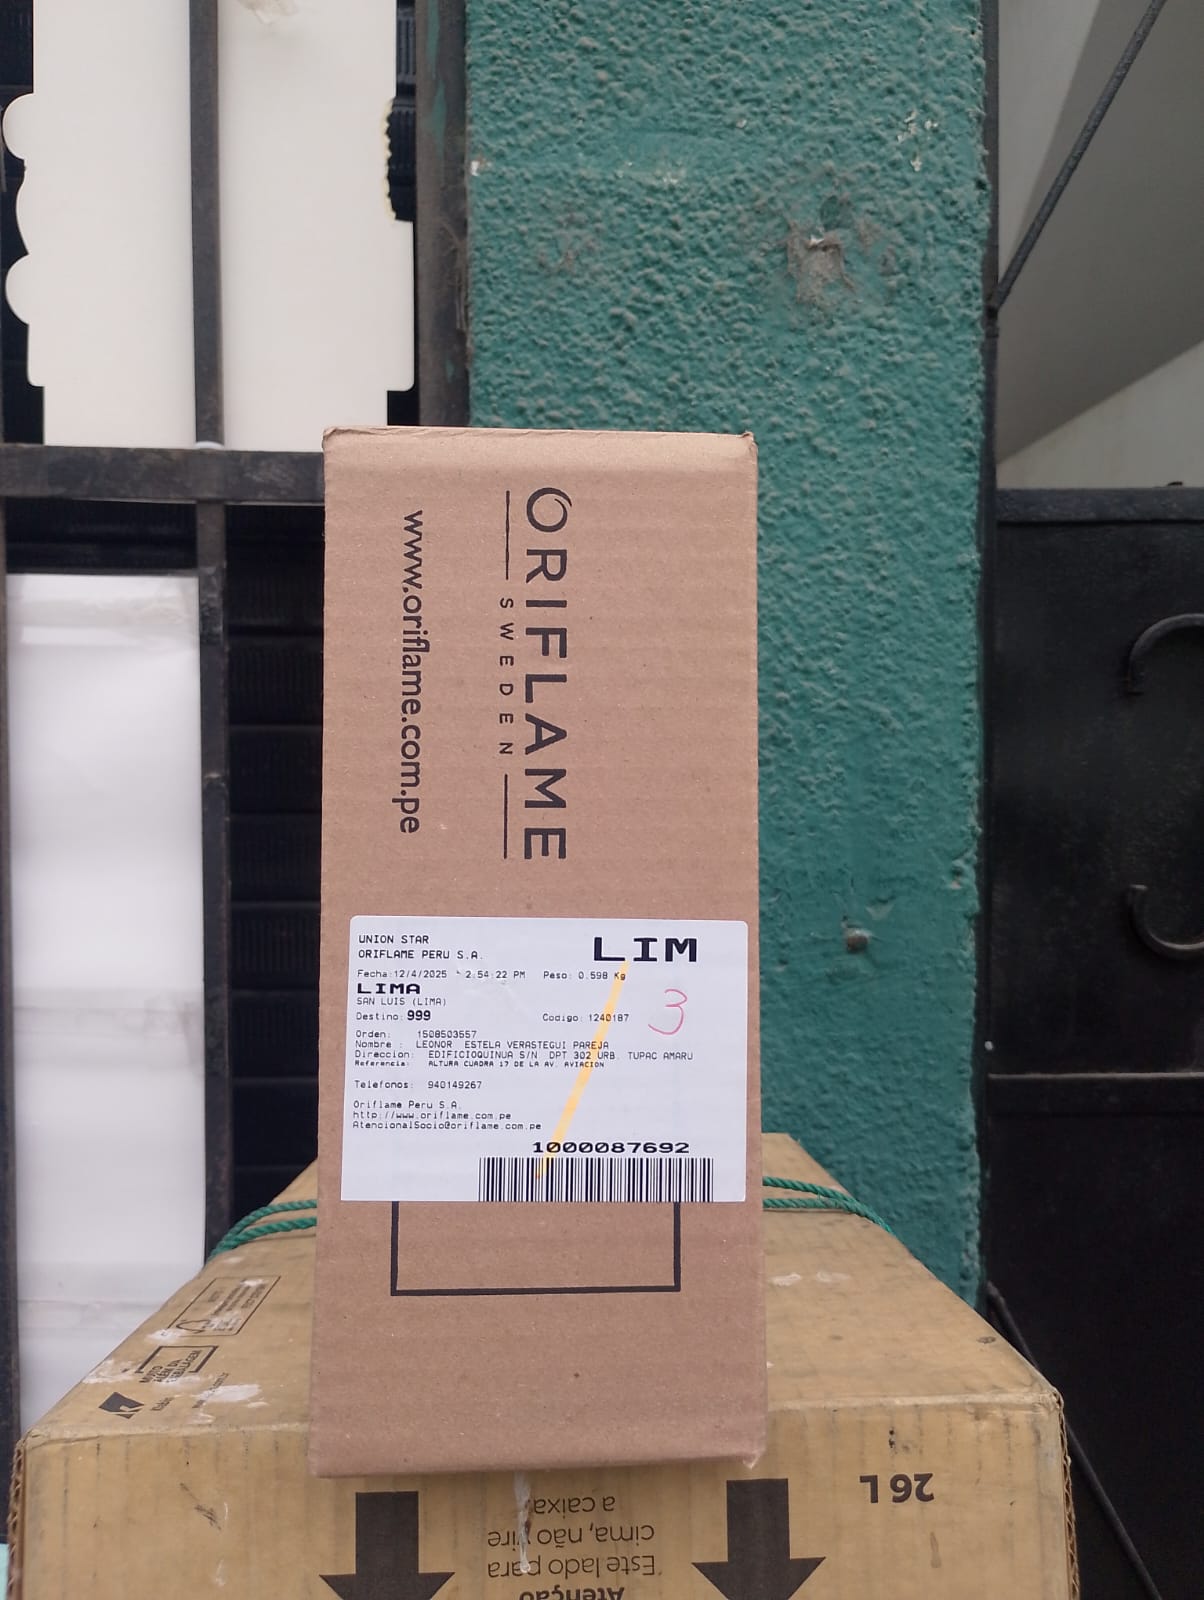 ORIFLAME
SWEDEN
www.oriflame.com.pe
UNION STAR
ORIFLAME PERU S.A.
LIM
Fecha:12/4/2025 2:54:22 PM Peso: 0.598 Kg
LIMA
3
SAN LUIS (LIMA)
Destino: 999 Codigo: 1240187
Orden: 1508503557
Nombre : LEONOR ESTELA VERASTEGUI PAREJA
Direccion: EDIFICIOQUINUA S/N DPT 302 URB. TUPAC AMARU
Referencia: ALTURA CUADRA 17 DE LA AV. AVIACION
Telefonos: 940149267
Oriflame Peru S.A.
http://www.oriflame.com.pe
AtencionalSocio@oriflame.com.pe
1000087692
26 L
Atenção
Este lado para
cima, não vire
a caixa.